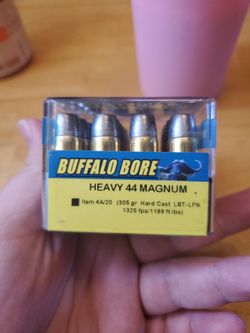 BUFFALO BORE
HEAVY 44 MAGNUM
Item 4A/20 (305 gr. Hard Cast LBT-LFN
1325 fps/1189 ft lbs)